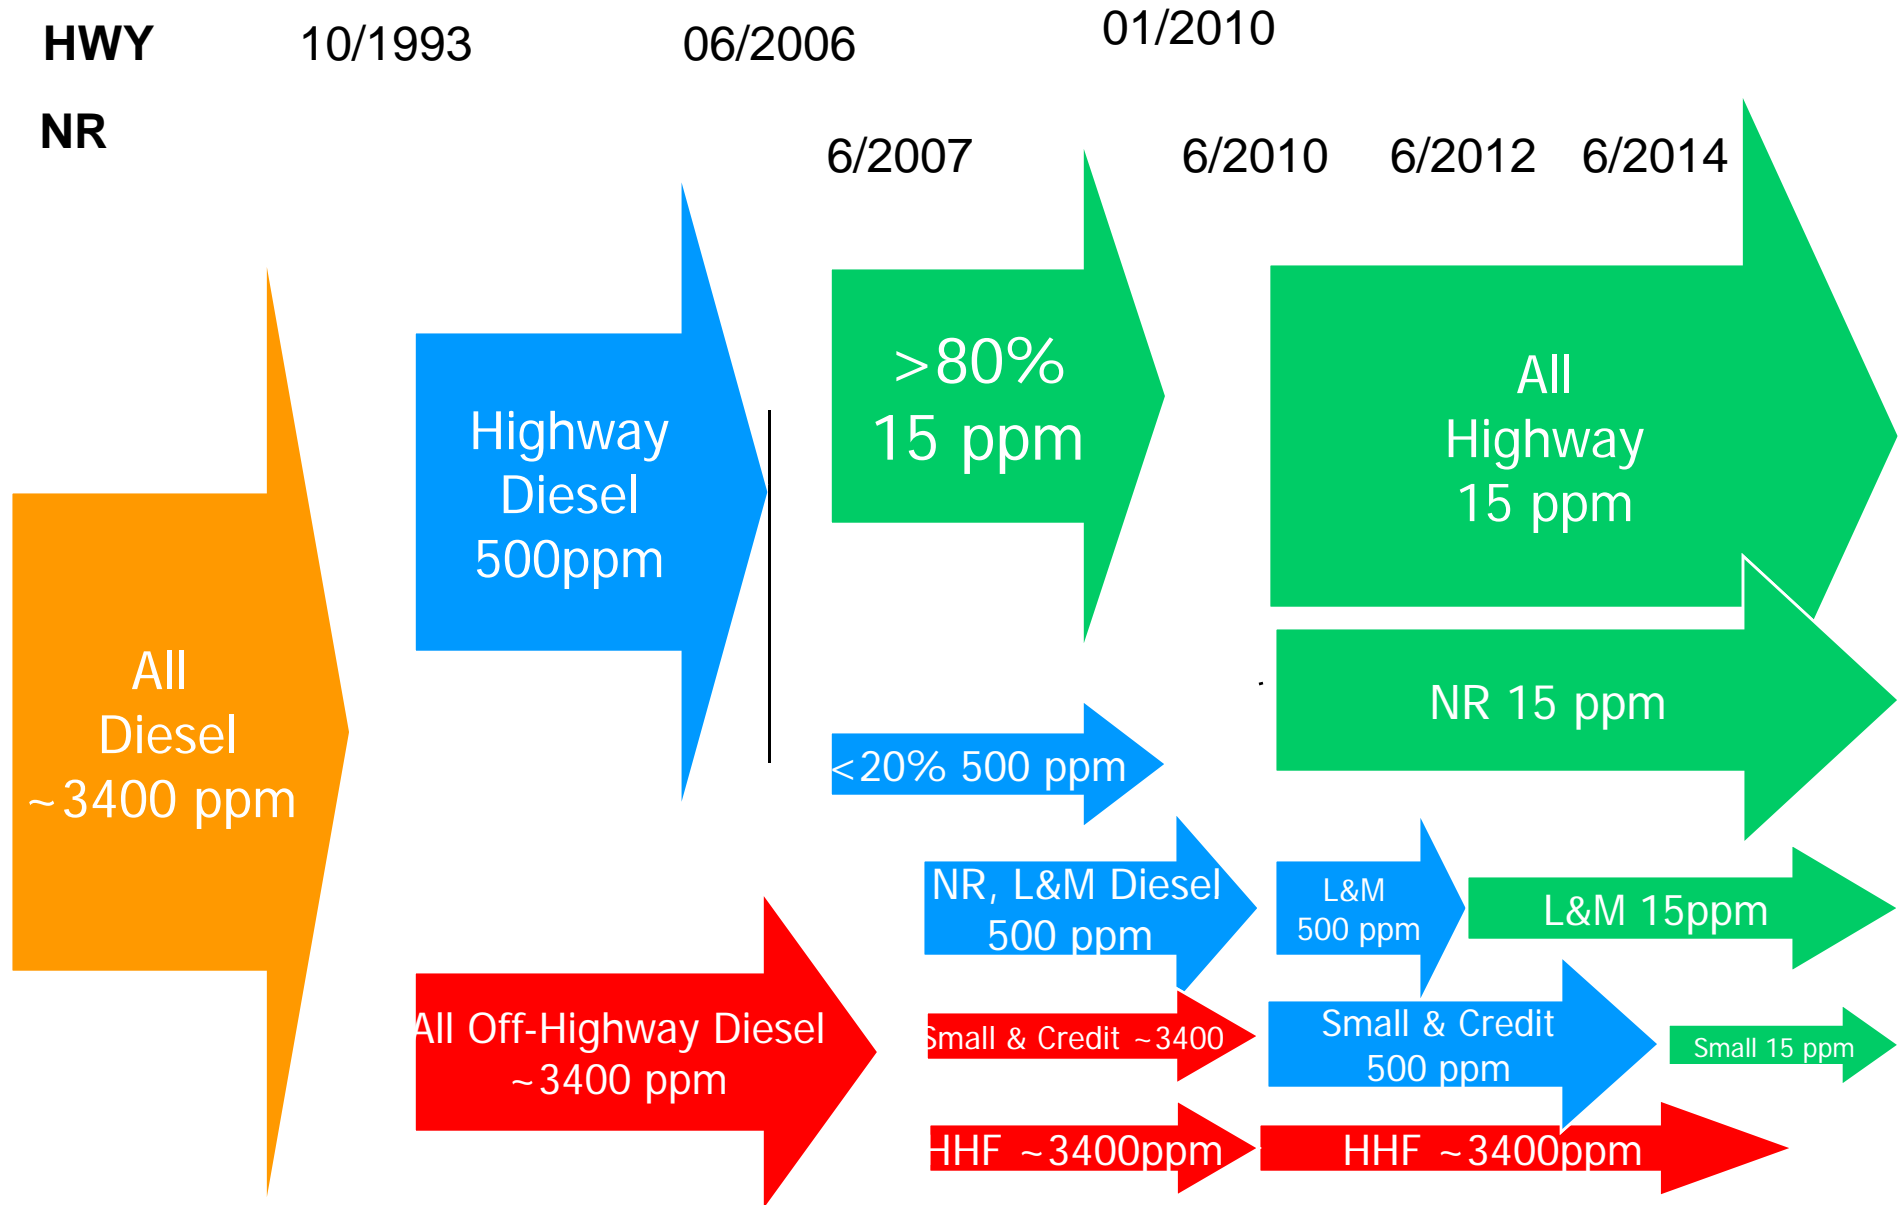 HWY 10/1993 06/2006 01/2010
NR 6/2007 6/2010 6/2012 6/2014
All
Diesel
~3400 ppm
Highway
Diesel
500ppm
>80%
15 ppm
All
Highway
15 ppm
NR 15 ppm
<20% 500 ppm
NR, L&M Diesel
500 ppm
L&M
500 ppm
L&M 15ppm
All Off-Highway Diesel
~3400 ppm
Small & Credit ~3400
Small & Credit
500 ppm
Small 15 ppm
HHF ~3400ppm
HHF ~3400ppm